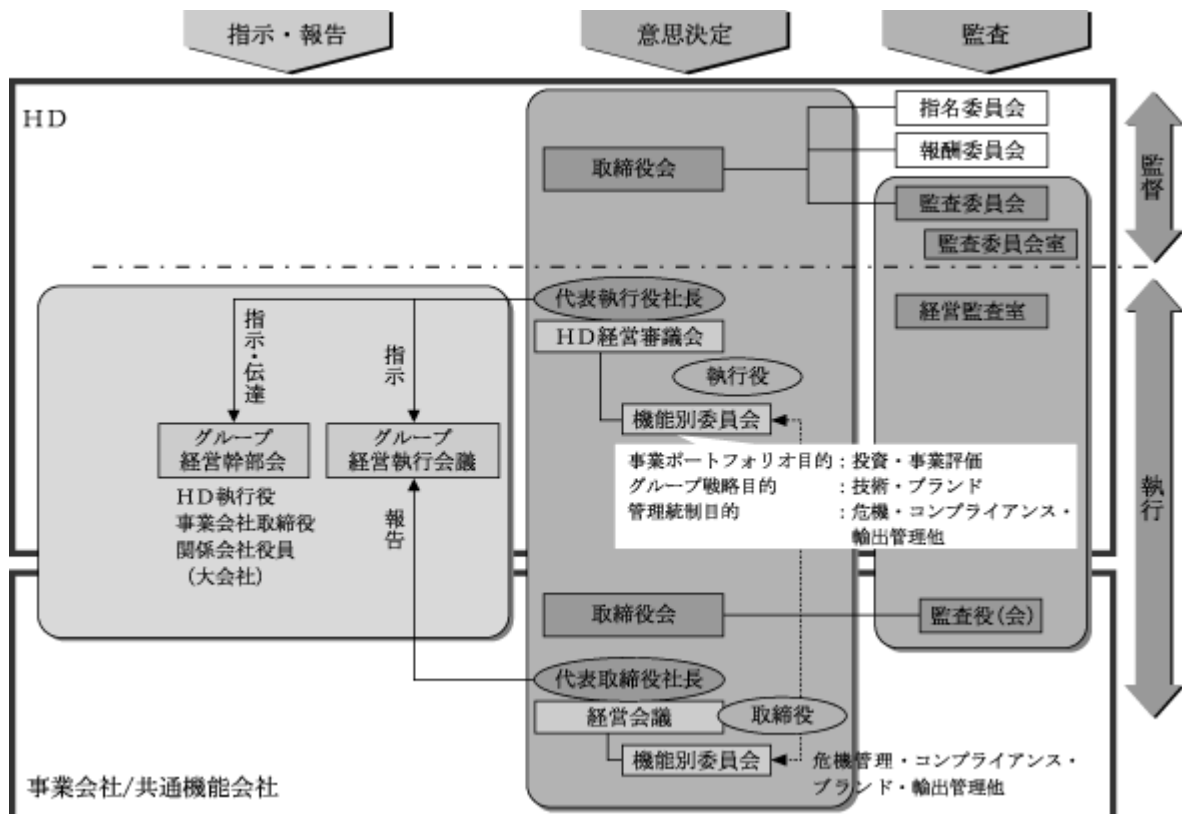 指示・報告
意思決定
監査
HD
取締役会
指名委員会
報酬委員会
監査委員会
監査委員会室
監督
代表執行役社長
HD経営審議会
執行役
機能別委員会
経営監査室
指示・伝達
指示
グループ
経営幹部会
グループ
経営執行会議
HD執行役
事業会社取締役
関係会社役員
(大会社)
報告
事業ポートフォリオ目的:投資・事業評価
グループ戦略目的 :技術・ブランド
管理統制目的 :危機・コンプライアンス・
輸出管理他
執行
取締役会
監査役(会)
代表取締役社長
経営会議
取締役
機能別委員会
危機管理・コンプライアンス・
ブランド・輸出管理他
事業会社/共通機能会社